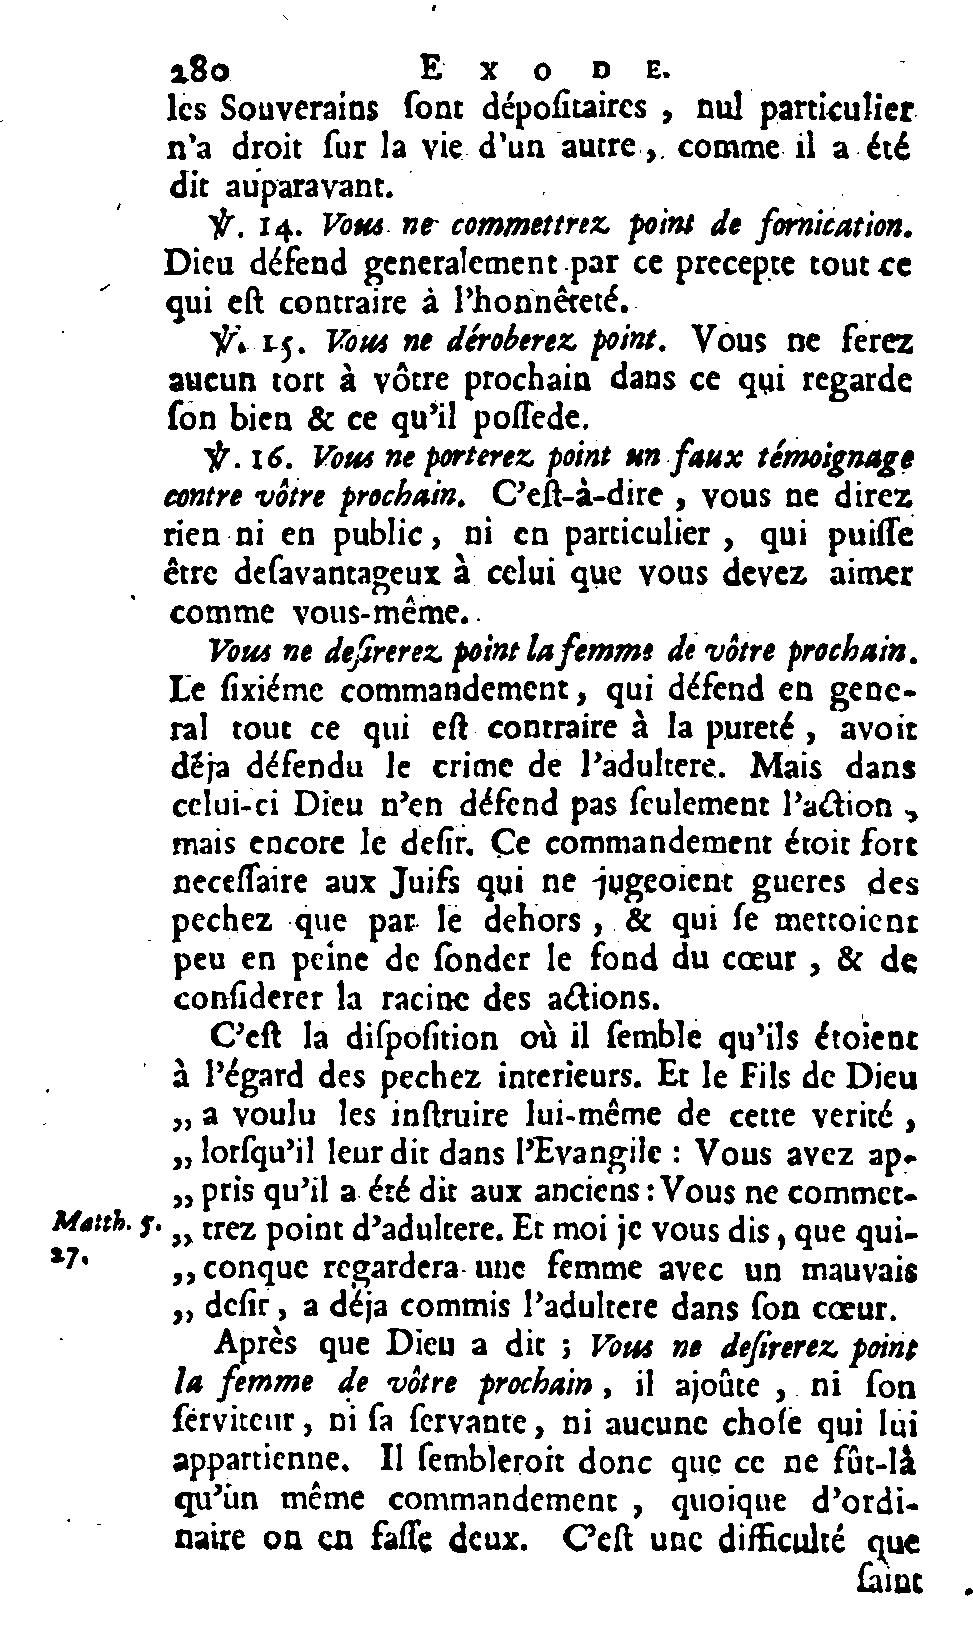 280 EXODE.
les Souverains ſont dépoſitaires, nul particulier
n'a droit ſur la vie d'un autre, comme il a été
dit auparavant.
℣. 14. Vous ne commettrez point de fornication.
Dieu défend generalement par ce precepte tout ce
qui eſt contraire à l'honnêteté.
℣. 15. Vous ne déroberez point. Vous ne ferez
aucun tort à vôtre prochain dans ce qui regarde
ſon bien & ce qu'il poſſede.
℣. 16. Vous ne porterez point un faux témoignage
contre vôtre prochain. C'eſt-à-dire, vous ne direz
rien ni en public, ni en particulier, qui puiſſe
être deſavantageux à celui que vous devez aimer
comme vous-même.
Vous ne deſirerez point la femme de vôtre prochain.
Le ſixiéme commandement, qui défend en gene-
ral tout ce qui eſt contraire à la pureté, avoit
déja défendu le crime de l'adultere. Mais dans
celui-ci Dieu n'en défend pas ſeulement l'action,
mais encore le deſir. Ce commandement étoit fort
neceſſaire aux Juifs qui ne jugeoient gueres des
pechez que par le dehors, & qui ſe mettoient
peu en peine de ſonder le fond du cœur, & de
conſiderer la racine des actions.
C'eſt la diſpoſition où il ſemble qu'ils étoient
à l'égard des pechez interieurs. Et le Fils de Dieu
„ a voulu les inſtruire lui-même de cette verité,
„ lorſqu'il leur dit dans l'Evangile : Vous avez ap-
„ pris qu'il a été dit aux anciens : Vous ne commet-
Matth. 5. „ trez point d'adultere. Et moi je vous dis, que qui-
27. „ conque regardera une femme avec un mauvais
„ deſir, a déja commis l'adultere dans ſon cœur.
Après que Dieu a dit ; Vous ne deſirerez point
la femme de vôtre prochain, il ajoûte, ni ſon
ſerviteur, ni ſa ſervante, ni aucune choſe qui lui
appartienne. Il ſembleroit donc que ce ne fût-là
qu'un même commandement, quoique d'ordi-
naire on en faſſe deux. C'eſt une difficulté que
ſaint